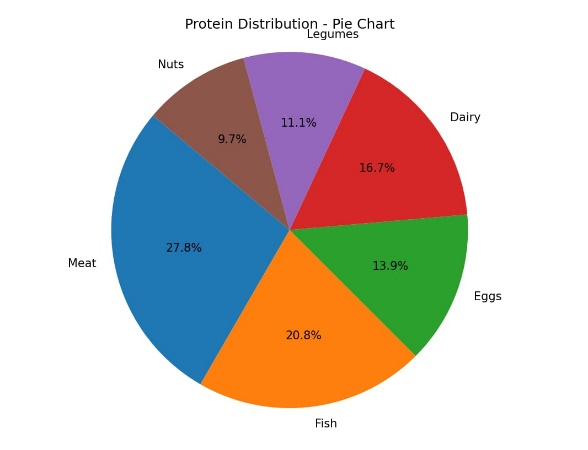 Protein Distribution - Pie Chart
Legumes
Nuts
Dairy
11.1%
9.7%
16.7%
27.8%
Meat
13.9%
Eggs
20.8%
Fish